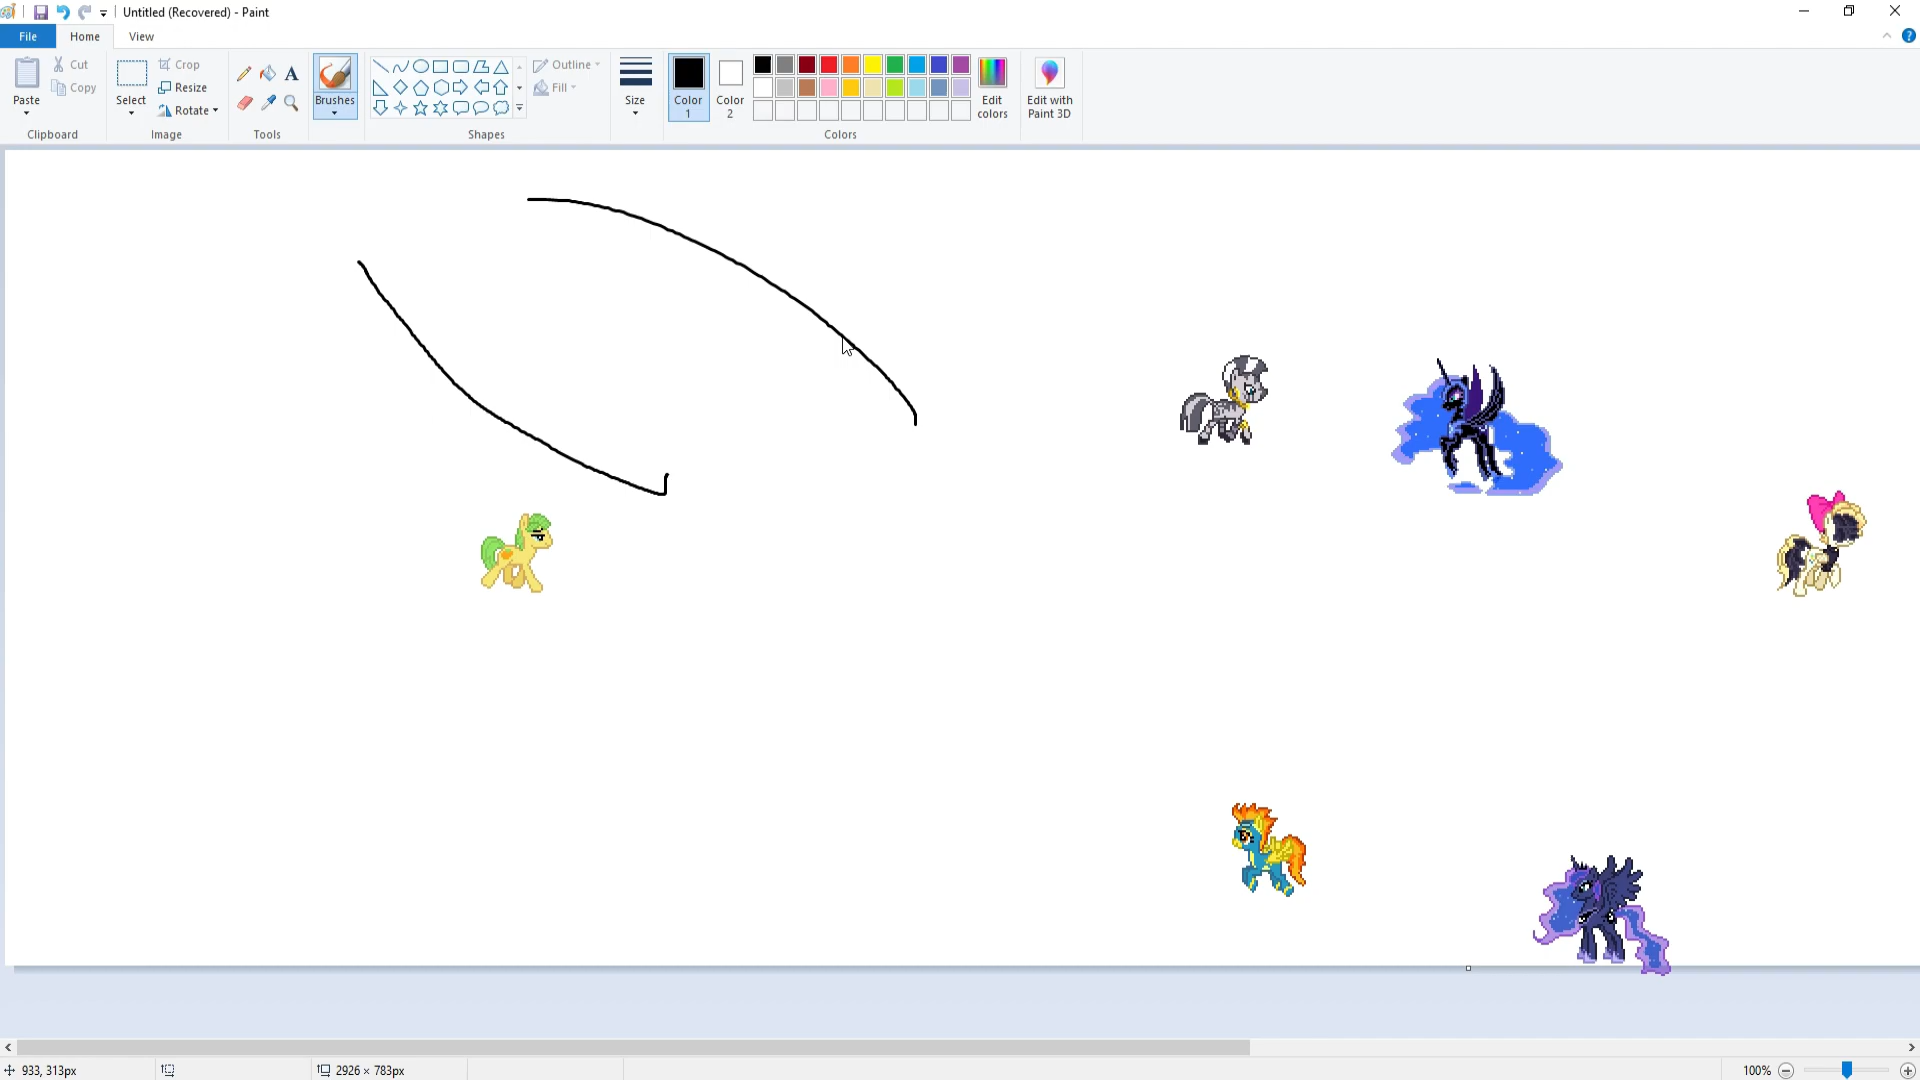 Untitled (Recovered) - Paint
File Home View
Paste
Cut
Copy
Clipboard
Select
Crop
Resize
Rotate
Image
A
Tools
Brushes
Shapes
Outline
Fill
Size
Color 1
Color 2
Edit colors
Colors
Edit with Paint 3D
933, 313px
2926 × 783px
100%